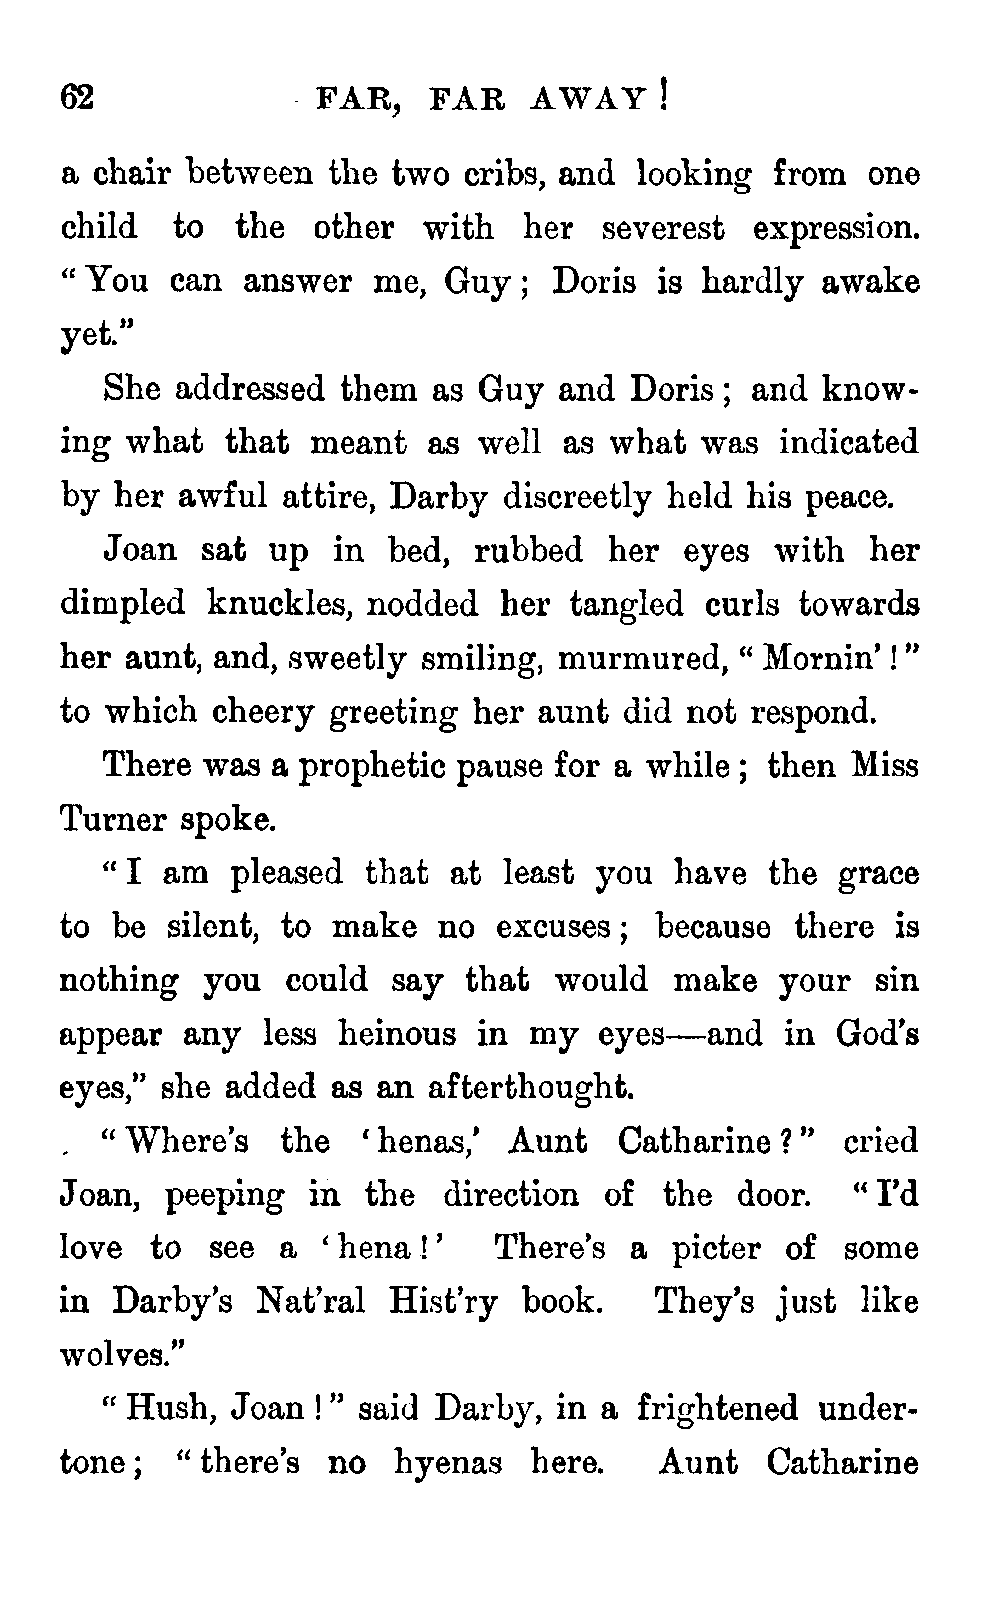 62 FAR, FAR AWAY!
a chair between the two cribs, and looking from one
child to the other with her severest expression.
“You can answer me, Guy; Doris is hardly awake
yet.”
She addressed them as Guy and Doris; and know-
ing what that meant as well as what was indicated
by her awful attire, Darby discreetly held his peace.
Joan sat up in bed, rubbed her eyes with her
dimpled knuckles, nodded her tangled curls towards
her aunt, and, sweetly smiling, murmured, “Mornin’!”
to which cheery greeting her aunt did not respond.
There was a prophetic pause for a while; then Miss
Turner spoke.
“I am pleased that at least you have the grace
to be silent, to make no excuses; because there is
nothing you could say that would make your sin
appear any less heinous in my eyes—and in God’s
eyes,” she added as an afterthought.
“Where’s the ‘henas,’ Aunt Catharine?” cried
Joan, peeping in the direction of the door. “I’d
love to see a ‘hena!’ There’s a picter of some
in Darby’s Nat’ral Hist’ry book. They’s just like
wolves.”
“Hush, Joan!” said Darby, in a frightened under-
tone; “there’s no hyenas here. Aunt Catharine